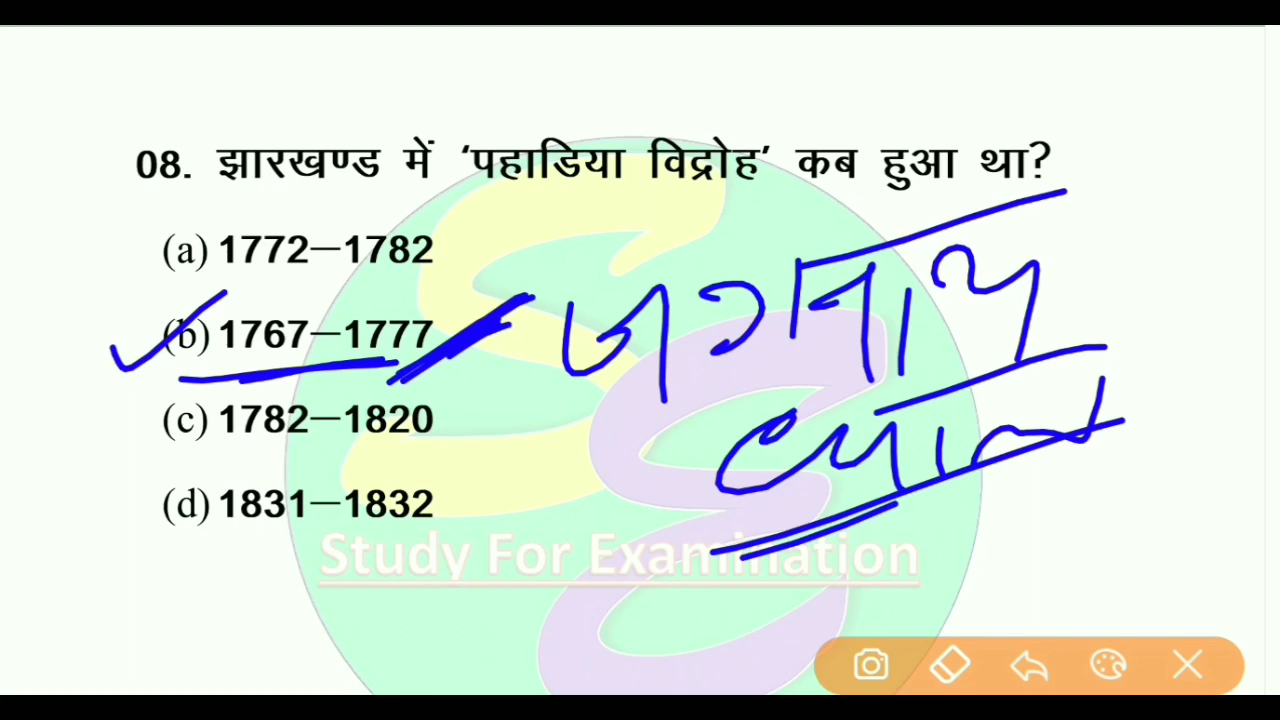 08. झारखण्ड में ‘पहाडिया विद्रोह’ कब हुआ था?
(a) 1772–1782
(b) 1767–1777
(c) 1782–1820
(d) 1831–1832
Study For Examination